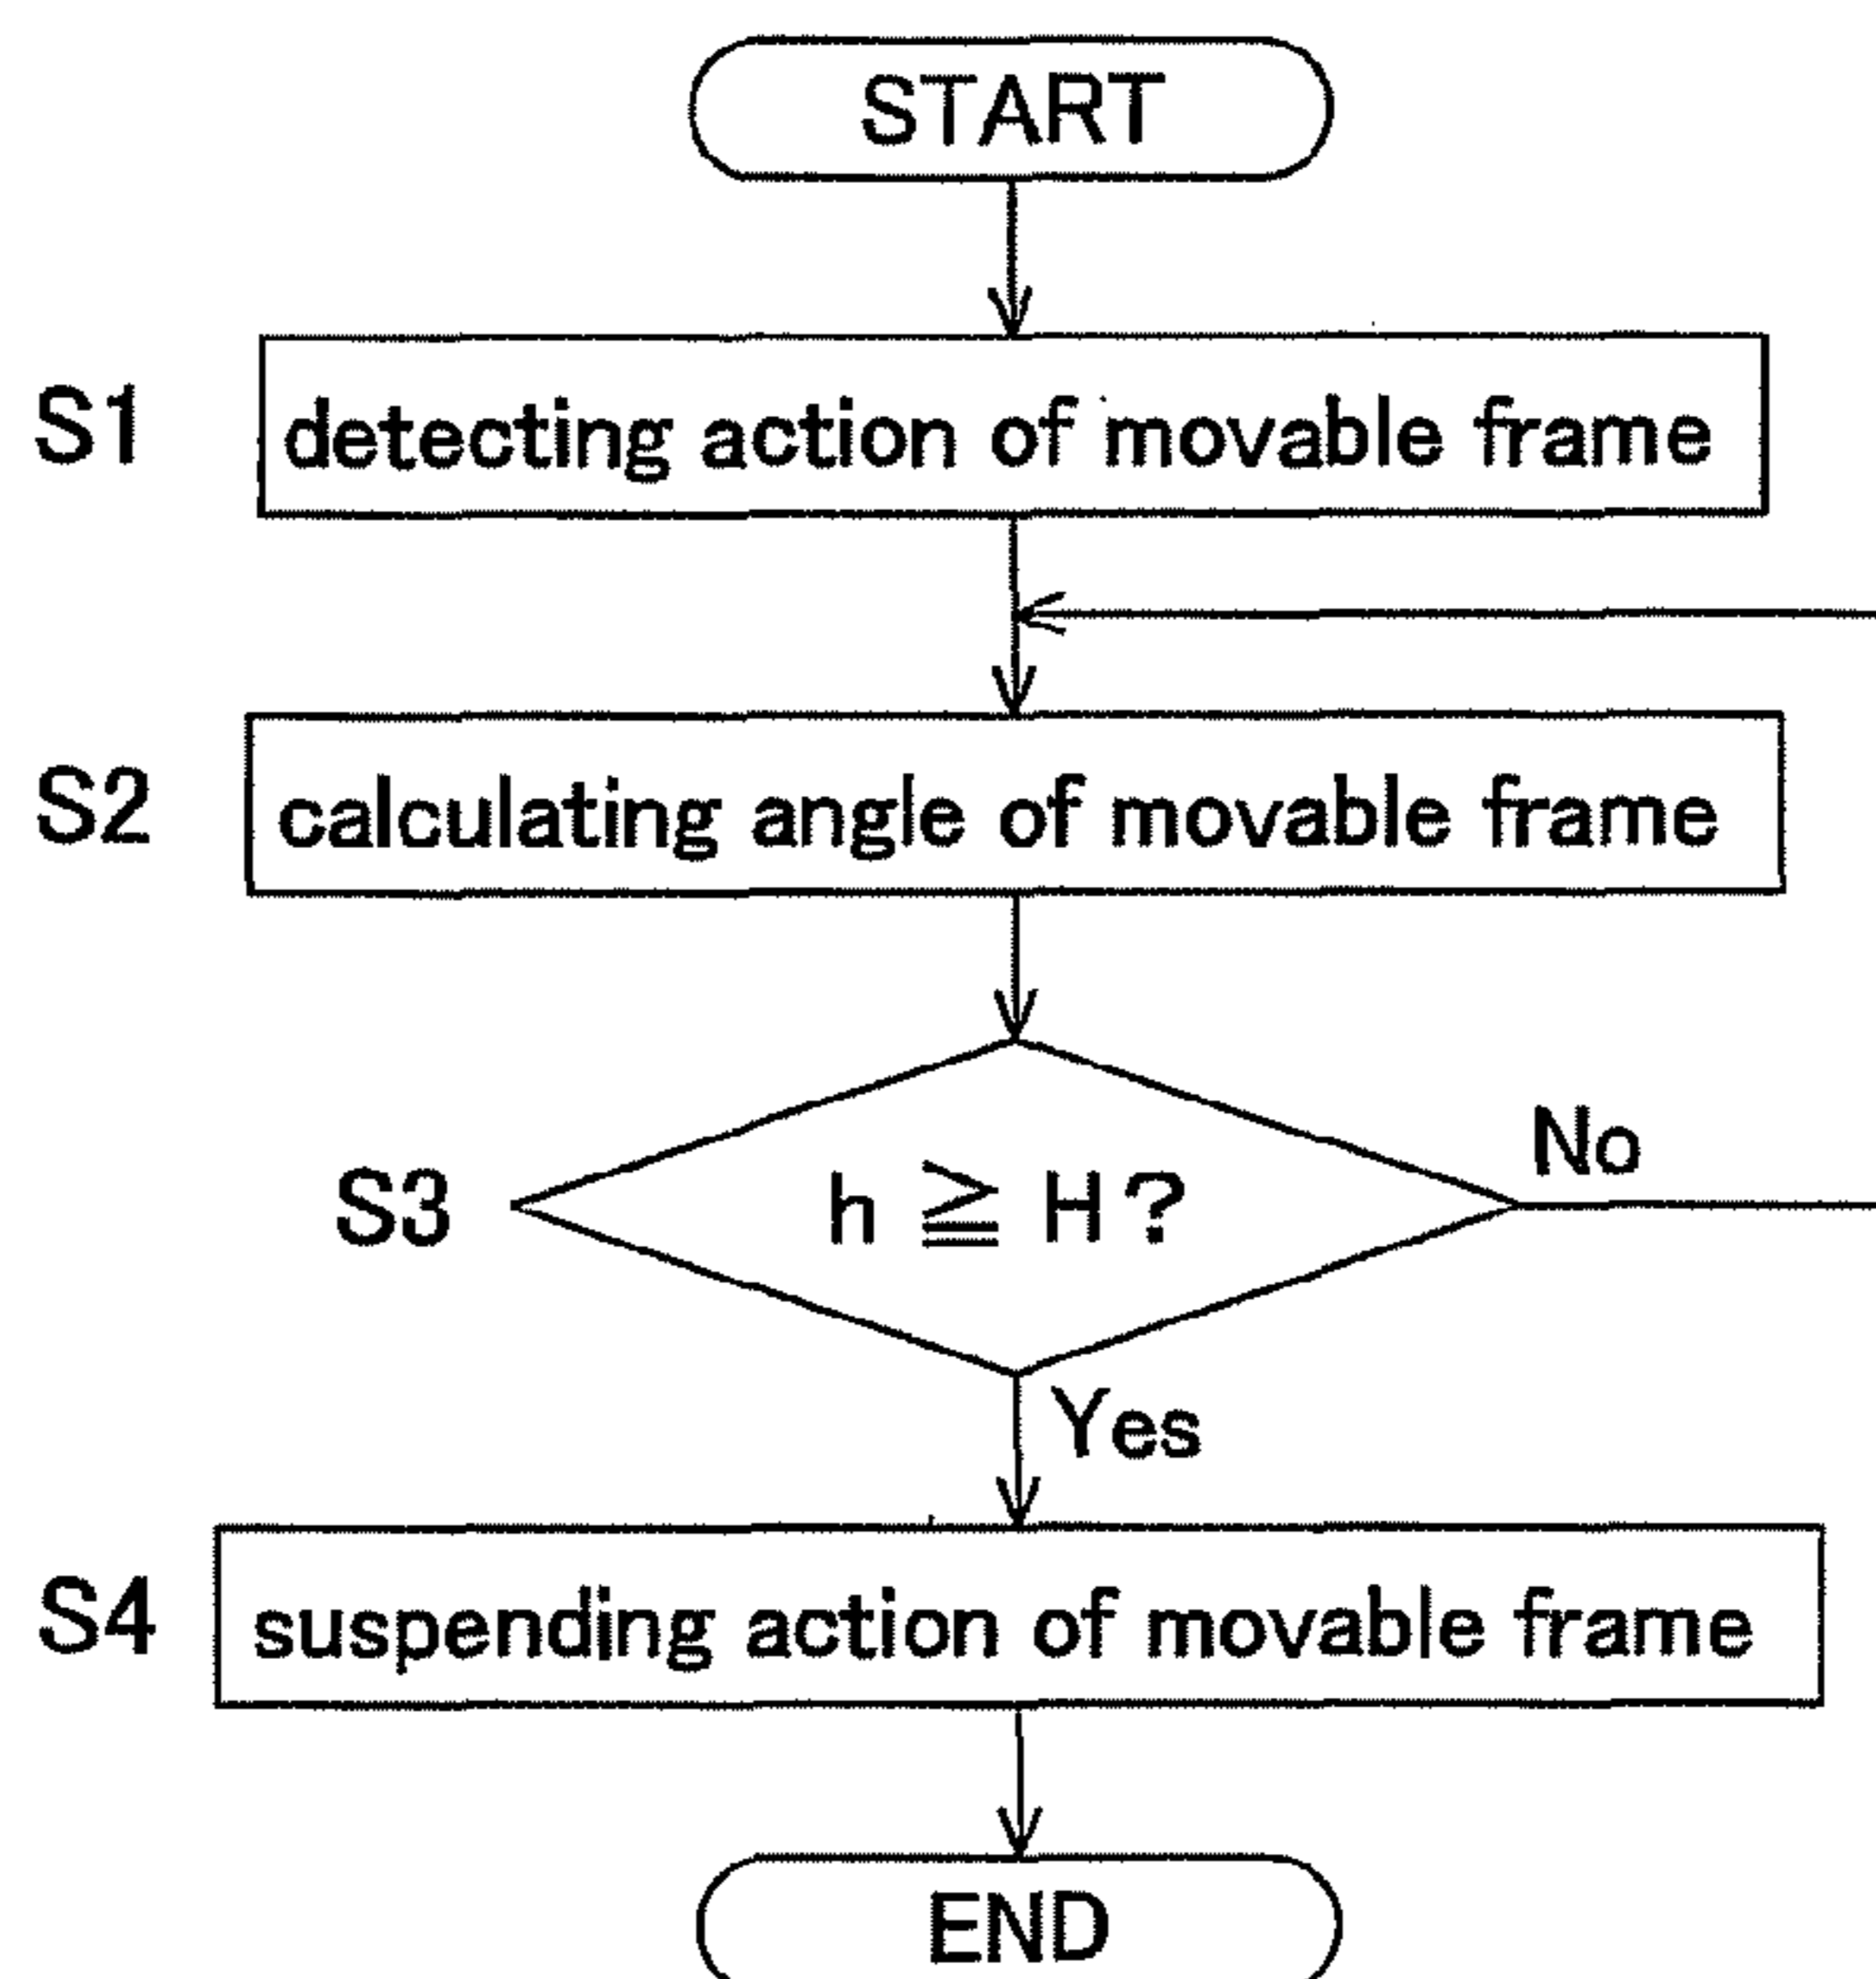 START
S1 detecting action of movable frame
S2 calculating angle of movable frame
S3 h ≧ H?
No
Yes
S4 suspending action of movable frame
END